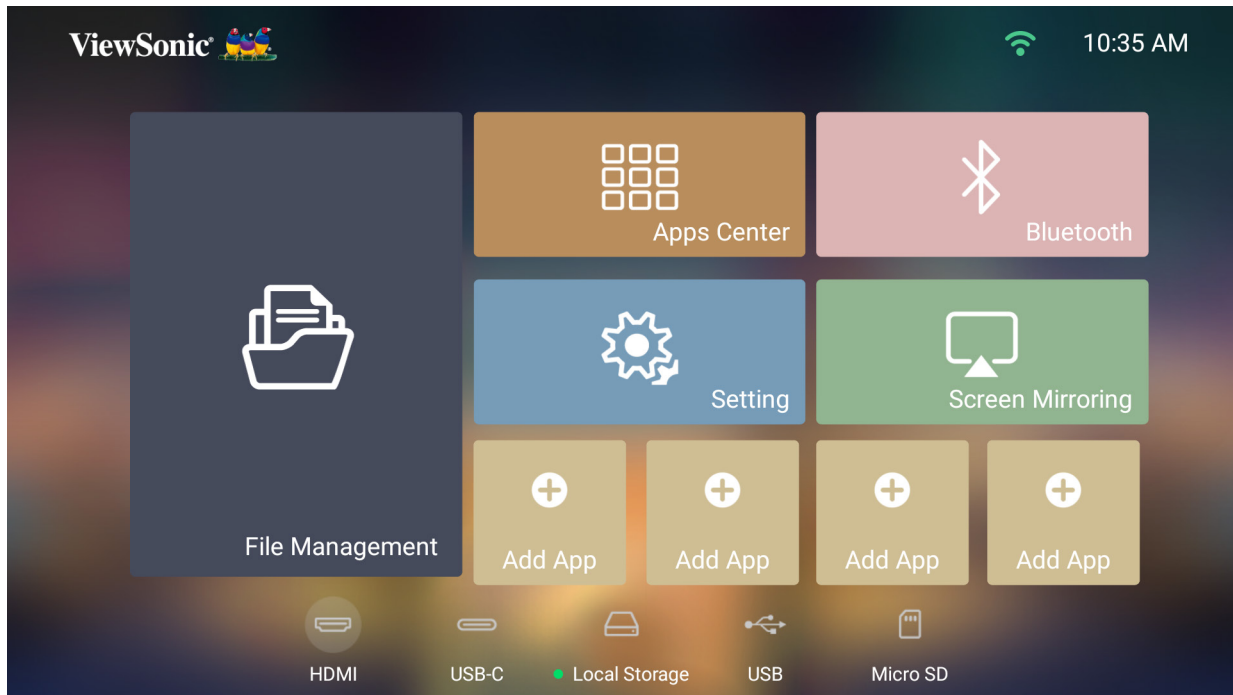 ViewSonic®
10:35 AM
Apps Center
Bluetooth
Setting
Screen Mirroring
File Management
Add App
Add App
Add App
Add App
HDMI
USB-C
Local Storage
USB
Micro SD